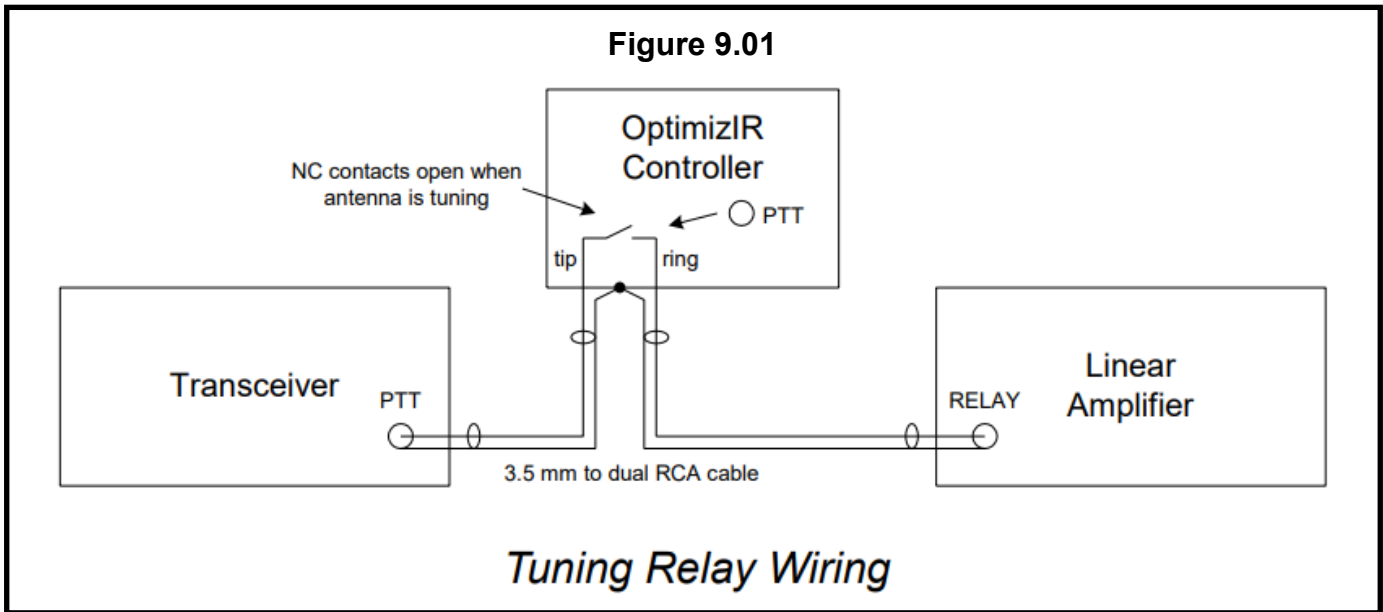 Figure 9.01
OptimizIR
Controller
NC contacts open when
antenna is tuning
PTT
tip
ring
Transceiver
PTT
RELAY
Linear
Amplifier
3.5 mm to dual RCA cable
Tuning Relay Wiring